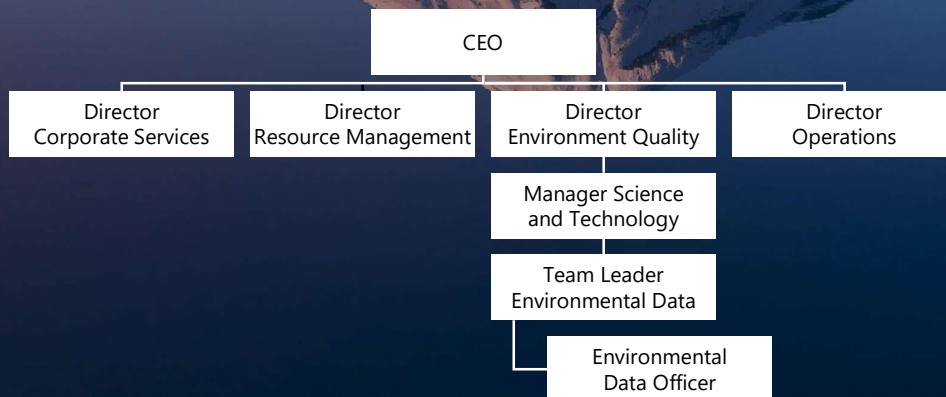 CEO
Director
Corporate Services
Director
Resource Management
Director
Environment Quality
Director
Operations
Manager Science
and Technology
Team Leader
Environmental Data
Environmental
Data Officer